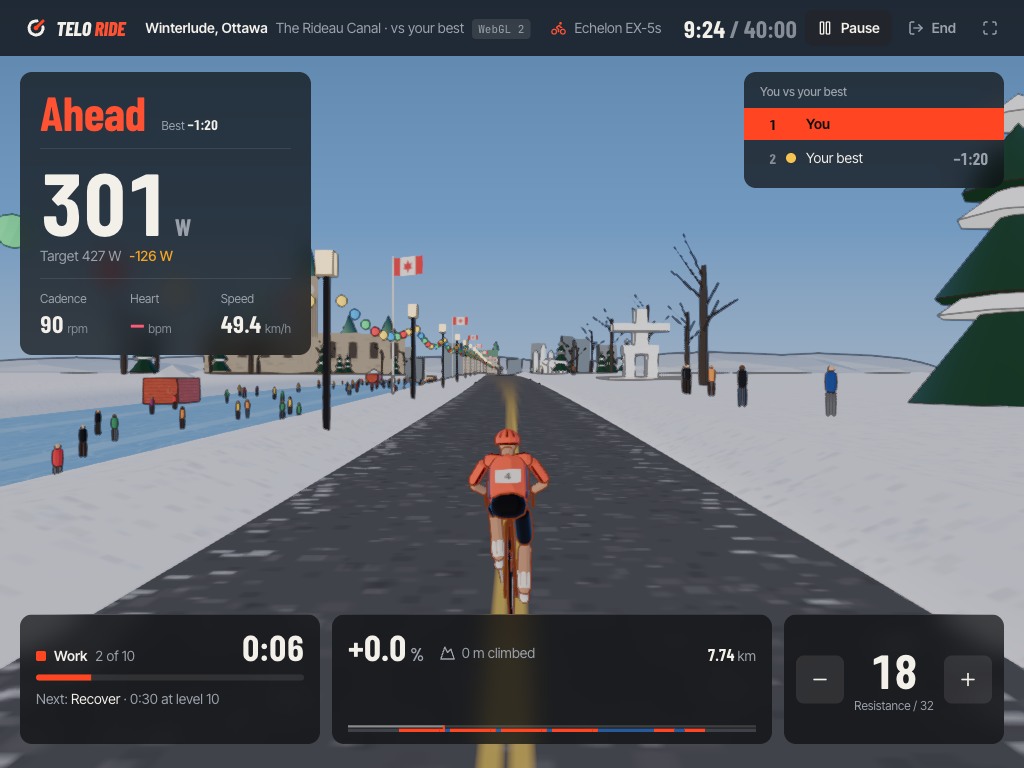 TELO RIDE
Winterlude, Ottawa The Rideau Canal · vs your best WebGL 2
Echelon EX-5s
9:24 / 40:00
Pause
End
Ahead Best −1:20
301 W
Target 427 W -126 W
Cadence Heart Speed
90 rpm – bpm 49.4 km/h
You vs your best
1 You
2 Your best −1:20
4
Work 2 of 10 0:06
Next: Recover · 0:30 at level 10
+0.0 % 0 m climbed 7.74 km
− 18 +
Resistance / 32